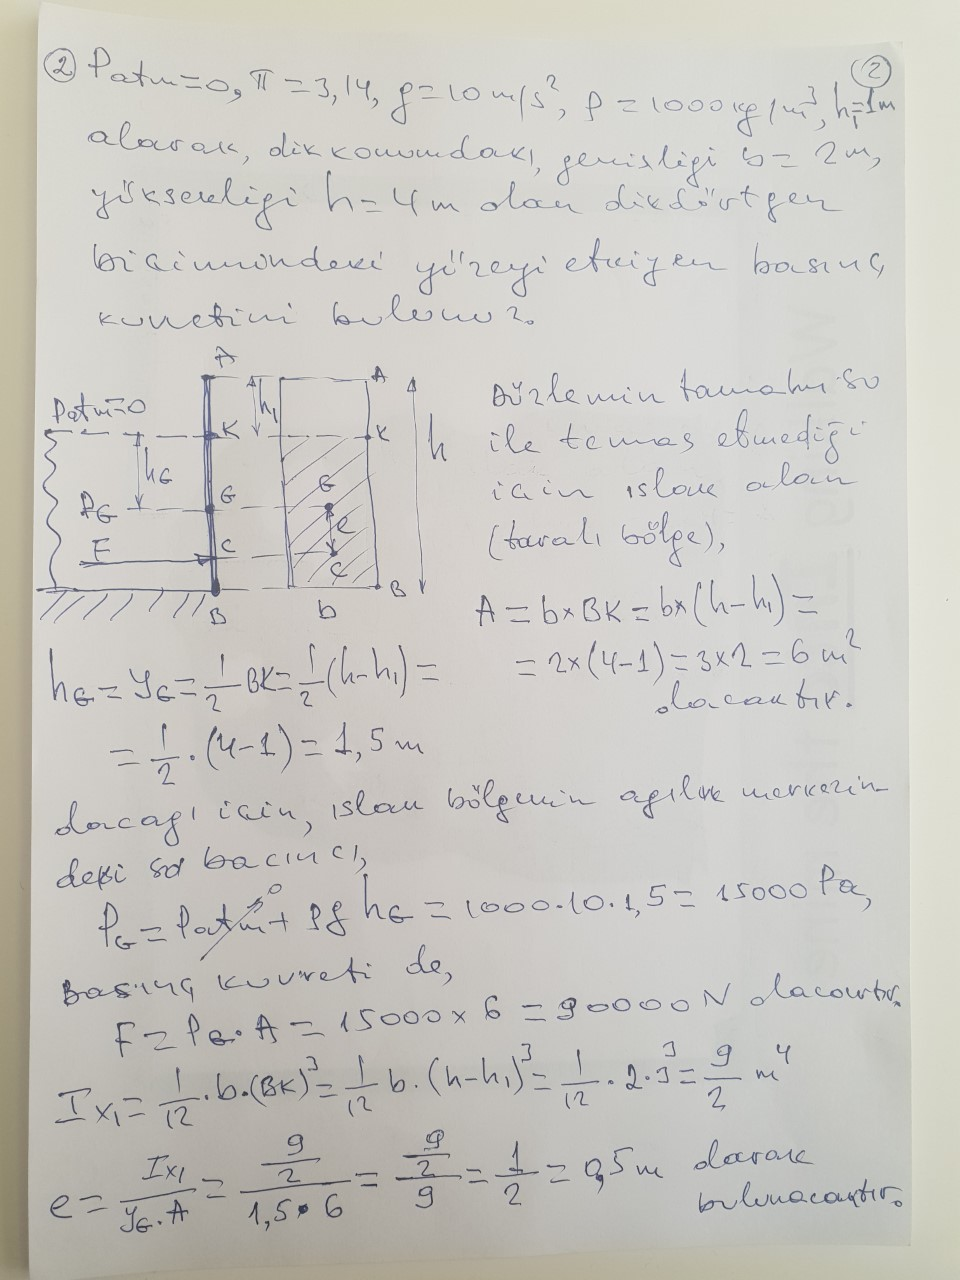 ② Patm=0, π=3,14, g=10 m/s², ρ=1000 kg/m³, h₁=1m ②
alarak, dik konumdaki, genişliği b=2m,
yüksekliği h=4m olan dikdörtgen
biçimindeki yüzeyi etkiyen basınç
kuvvetini bulunuz.
A
h₁
A
Patm=0
K
K
h
hG
PG
G
G
e
F
C
C
B
B
b
Düzlemin tamamı su
ile temas etmediği
için ıslak alan
(taralı bölge),
A = b×BK = b×(h-h₁) =
= 2×(4-1) = 3×2 = 6 m²
olacaktır.
hG = yG = 1/2 BK = 1/2 (h-h₁) =
= 1/2 · (4-1) = 1,5 m
olacağı için, ıslak bölgenin ağırlık merkezin-
deki su basıncı,
PG = Patm⁰ + ρg hG = 1000·10·1,5 = 15000 Pa,
Basınç kuvveti de,
F = PG·A = 15000×6 = 90000 N olacaktır.
Ix₁ = 1/12 · b·(BK)³ = 1/12 b·(h-h₁)³ = 1/12 · 2·3³ = 9/2 m⁴
e = Ix₁/(yG·A) = (9/2)/(1,5·6) = (9/2)/9 = 1/2 = 0,5 m olarak
bulunacaktır.